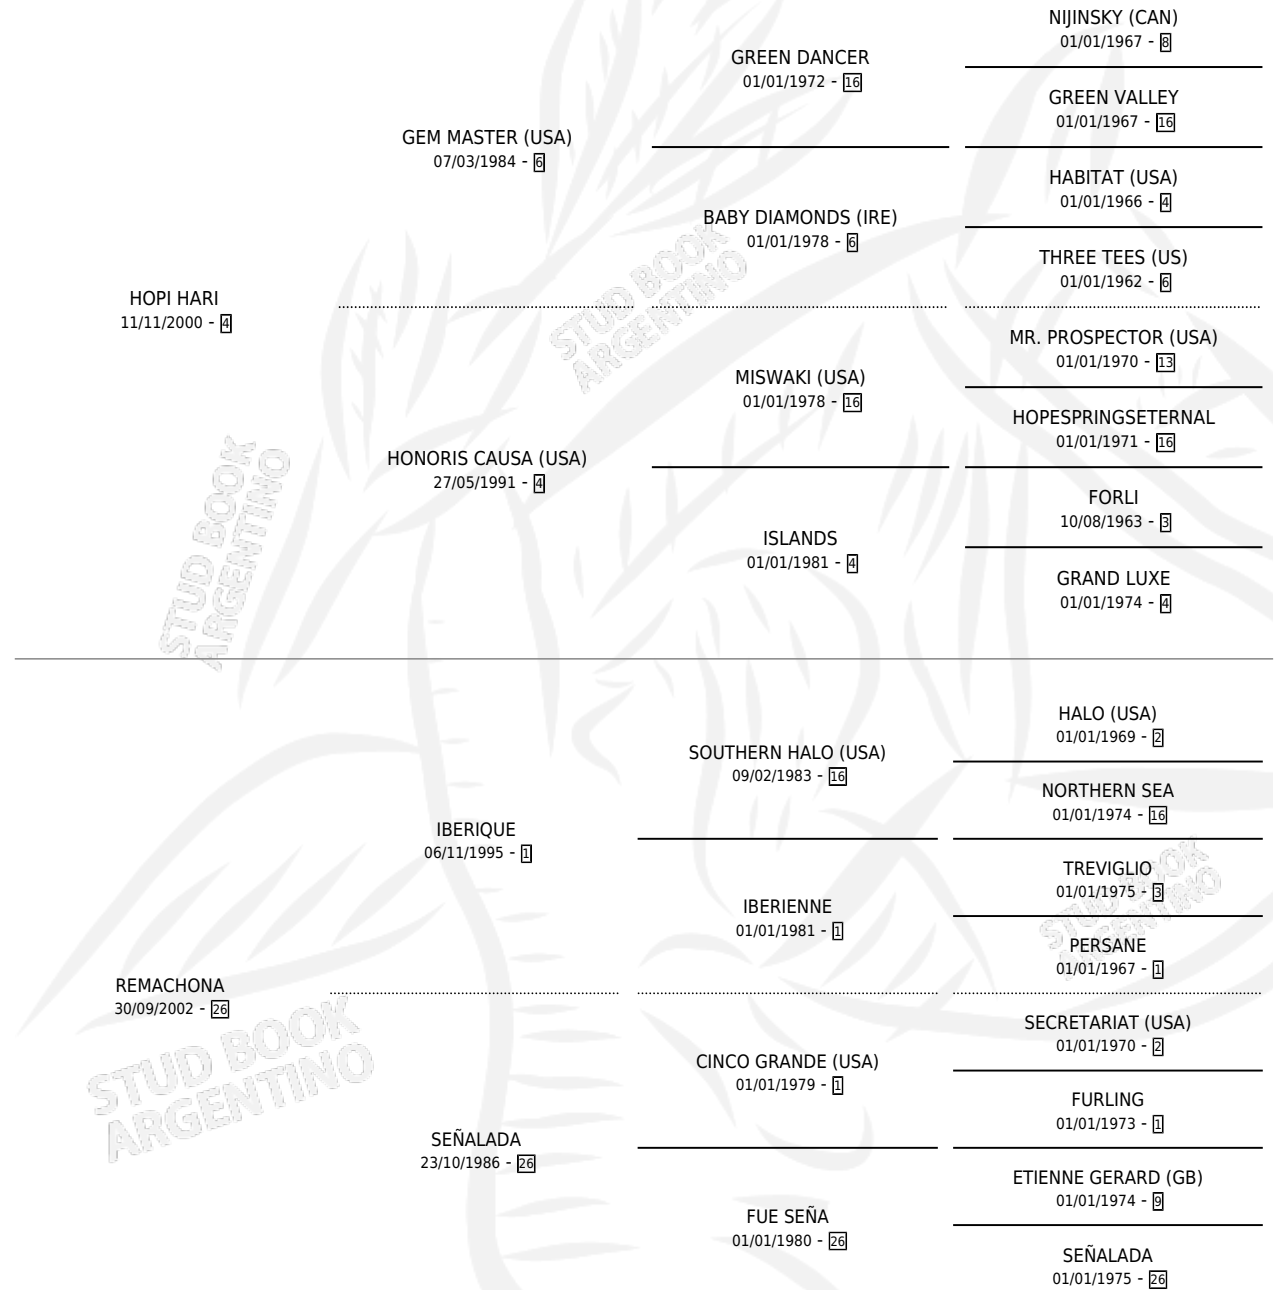 NIJINSKY (CAN)
01/01/1967 - 8
GREEN DANCER
01/01/1972 - 16
GREEN VALLEY
01/01/1967 - 16
GEM MASTER (USA)
07/03/1984 - 6
HABITAT (USA)
01/01/1966 - 4
BABY DIAMONDS (IRE)
01/01/1978 - 6
THREE TEES (US)
01/01/1962 - 6
HOPI HARI
11/11/2000 - 4
MR. PROSPECTOR (USA)
01/01/1970 - 13
MISWAKI (USA)
01/01/1978 - 16
HOPESPRINGSETERNAL
01/01/1971 - 16
HONORIS CAUSA (USA)
27/05/1991 - 4
FORLI
10/08/1963 - 3
ISLANDS
01/01/1981 - 4
GRAND LUXE
01/01/1974 - 4
HALO (USA)
01/01/1969 - 2
SOUTHERN HALO (USA)
09/02/1983 - 16
NORTHERN SEA
01/01/1974 - 16
IBERIQUE
06/11/1995 - 1
TREVIGLIO
01/01/1975 - 3
IBERIENNE
01/01/1981 - 1
PERSANE
01/01/1967 - 1
REMACHONA
30/09/2002 - 26
SECRETARIAT (USA)
01/01/1970 - 2
CINCO GRANDE (USA)
01/01/1979 - 1
FURLING
01/01/1973 - 1
SEÑALADA
23/10/1986 - 26
ETIENNE GERARD (GB)
01/01/1974 - 9
FUE SEÑA
01/01/1980 - 26
SEÑALADA
01/01/1975 - 26
STUD BOOK
ARGENTINO
STUD BOOK
ARGENTINO
STUD BOOK
ARGENTINO
STUD BOOK
ARGENTINO